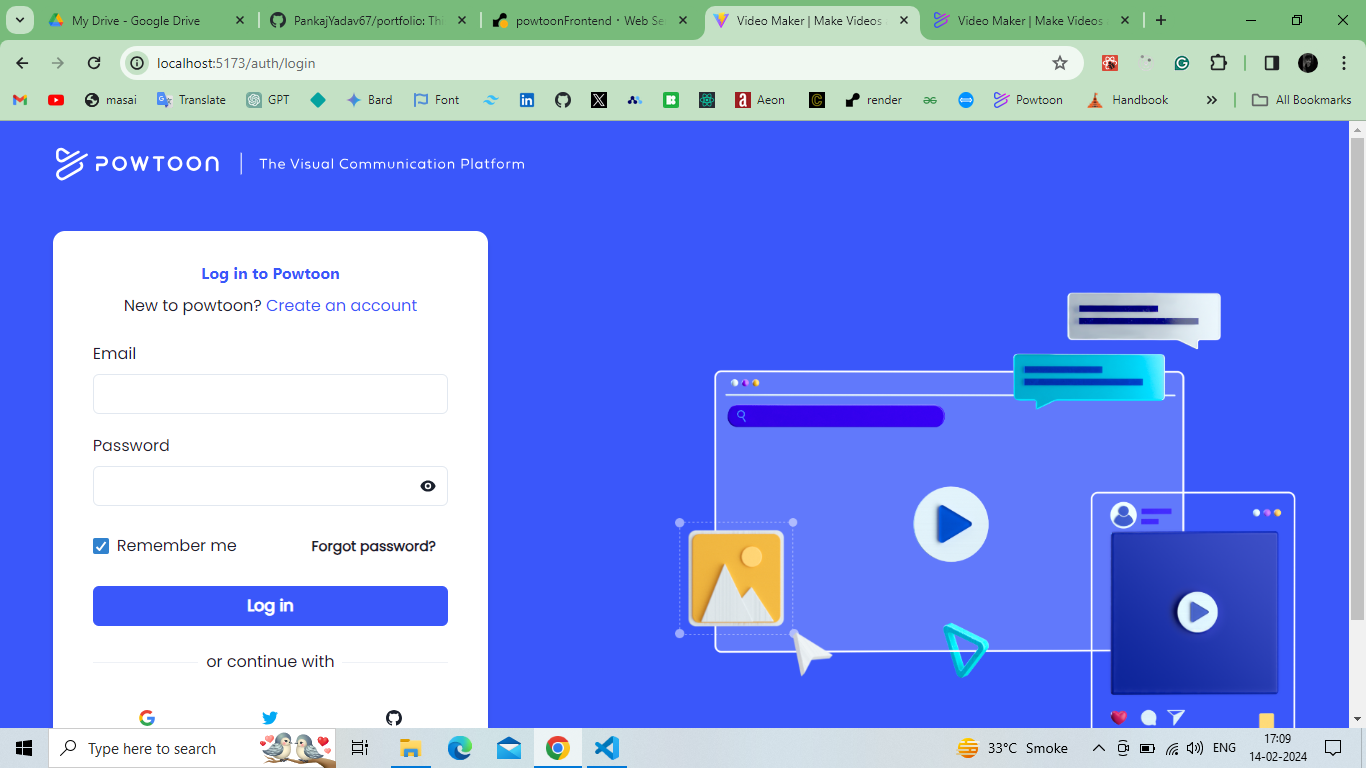 My Drive - Google Drive
PankajYadav67/portfolio: Thi
powtoonFrontend · Web Se
Video Maker | Make Videos
Video Maker | Make Videos
localhost:5173/auth/login
masai
Translate
GPT
Bard
Font
Aeon
render
Powtoon
Handbook
All Bookmarks
POWTOON | The Visual Communication Platform
Log in to Powtoon
New to powtoon? Create an account
Email
Password
Remember me
Forgot password?
Log in
or continue with
Type here to search
33°C Smoke
ENG
17:09
14-02-2024